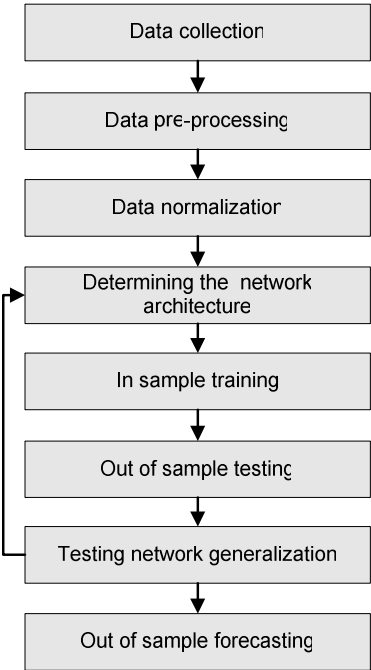 Data collection
Data pre-processing
Data normalization
Determining the network
architecture
In sample training
Out of sample testing
Testing network generalization
Out of sample forecasting